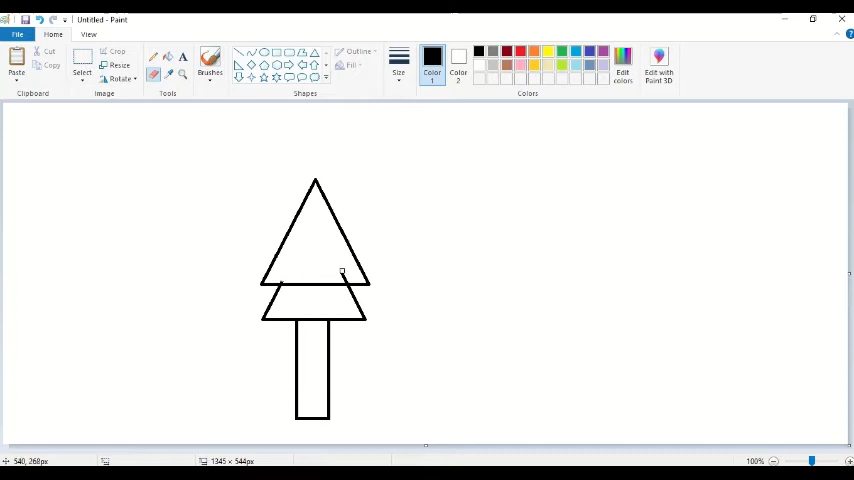 Untitled - Paint
File Home View
Paste
Cut
Copy
Clipboard
Select
Crop
Resize
Rotate
Image
A
Tools
Brushes
Shapes
Outline
Fill
Size
Color
1
Color
2
Colors
Edit
colors
Edit with
Paint 3D
540, 268px
1345 × 544px
100%